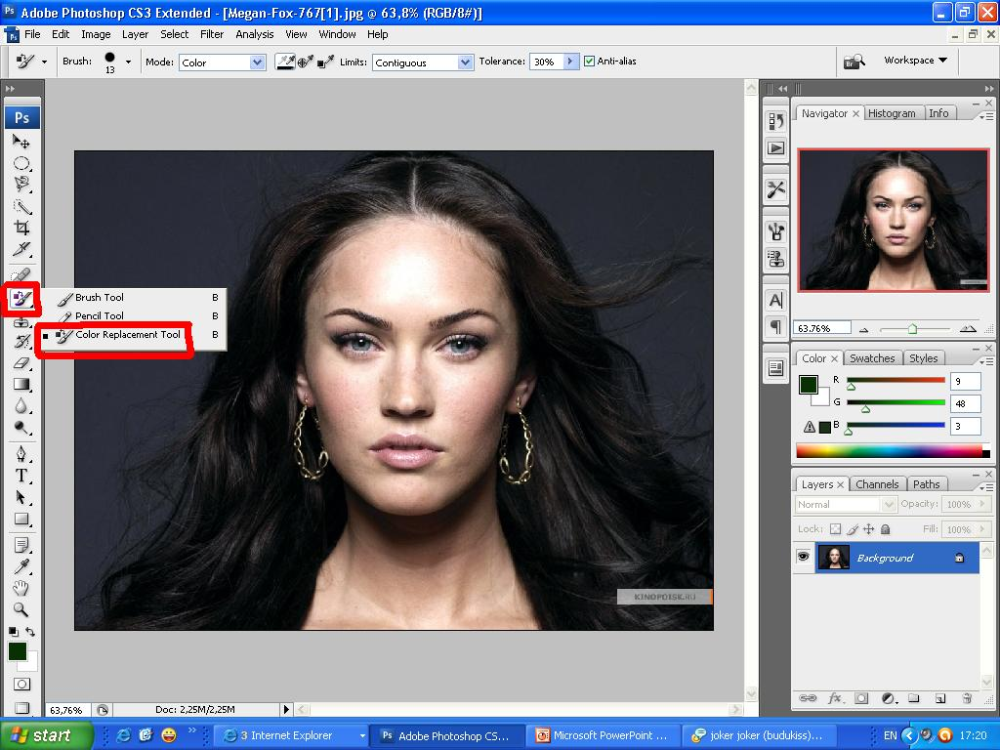 Adobe Photoshop CS3 Extended - [Megan-Fox-767[1].jpg @ 63,8% (RGB/8#)]
File Edit Image Layer Select Filter Analysis View Window Help
Brush: 13 Mode: Color Limits: Contiguous Tolerance: 30% Anti-alias Workspace
Ps
Navigator Histogram Info
Brush Tool B
Pencil Tool B
Color Replacement Tool B
63.76%
Color Swatches Styles
R 9
G 48
B 3
Layers Channels Paths
Normal Opacity: 100%
Lock: Fill: 100%
Background
KINOPOISK.RU
63,76% Doc: 2,25M/2,25M
start 3 Internet Explorer Adobe Photoshop CS... Microsoft PowerPoint ... joker joker (budukiss) ... EN 17:20